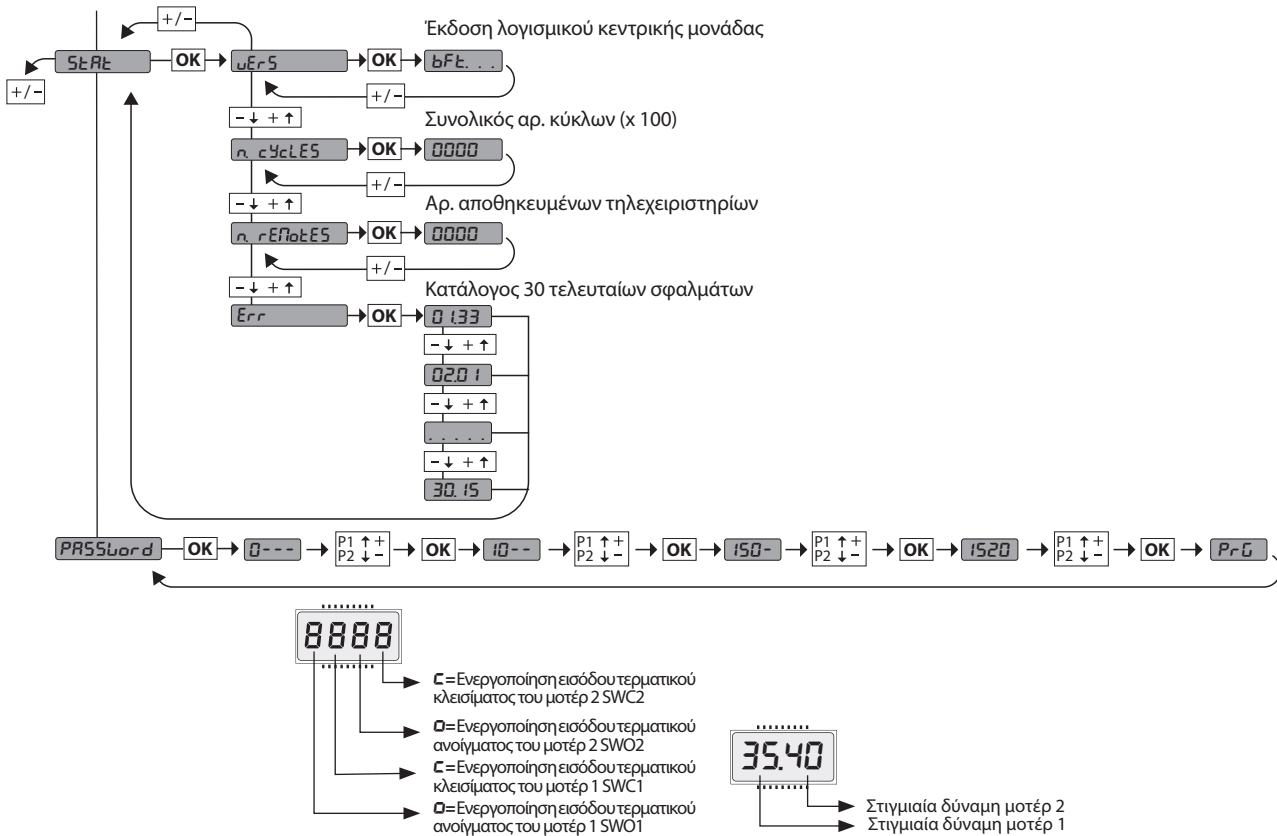 +/-
Έκδοση λογισμικού κεντρικής μονάδας
StAt OK vErS OK bFt. . .
+/-
+/-
- ↓ + ↑
Συνολικός αρ. κύκλων (x 100)
n. cYcLES OK 0000
+/-
- ↓ + ↑
Αρ. αποθηκευμένων τηλεχειριστηρίων
n. rEMotES OK 0000
+/-
- ↓ + ↑
Κατάλογος 30 τελευταίων σφαλμάτων
Err OK 01.33
- ↓ + ↑
02.01
- ↓ + ↑
. . . . .
- ↓ + ↑
30.15
PASSword OK 0--- P1 ↑ + P2 ↓ - OK 10-- P1 ↑ + P2 ↓ - OK 150- P1 ↑ + P2 ↓ - OK 1520 P1 ↑ + P2 ↓ - OK PrG
8888
C=Ενεργοποίηση εισόδου τερματικού
κλεισίματος του μοτέρ 2 SWC2
O=Ενεργοποίηση εισόδου τερματικού
ανοίγματος του μοτέρ 2 SWO2
C=Ενεργοποίηση εισόδου τερματικού
κλεισίματος του μοτέρ 1 SWC1
O=Ενεργοποίηση εισόδου τερματικού
ανοίγματος του μοτέρ 1 SWO1
35.40
Στιγμιαία δύναμη μοτέρ 2
Στιγμιαία δύναμη μοτέρ 1